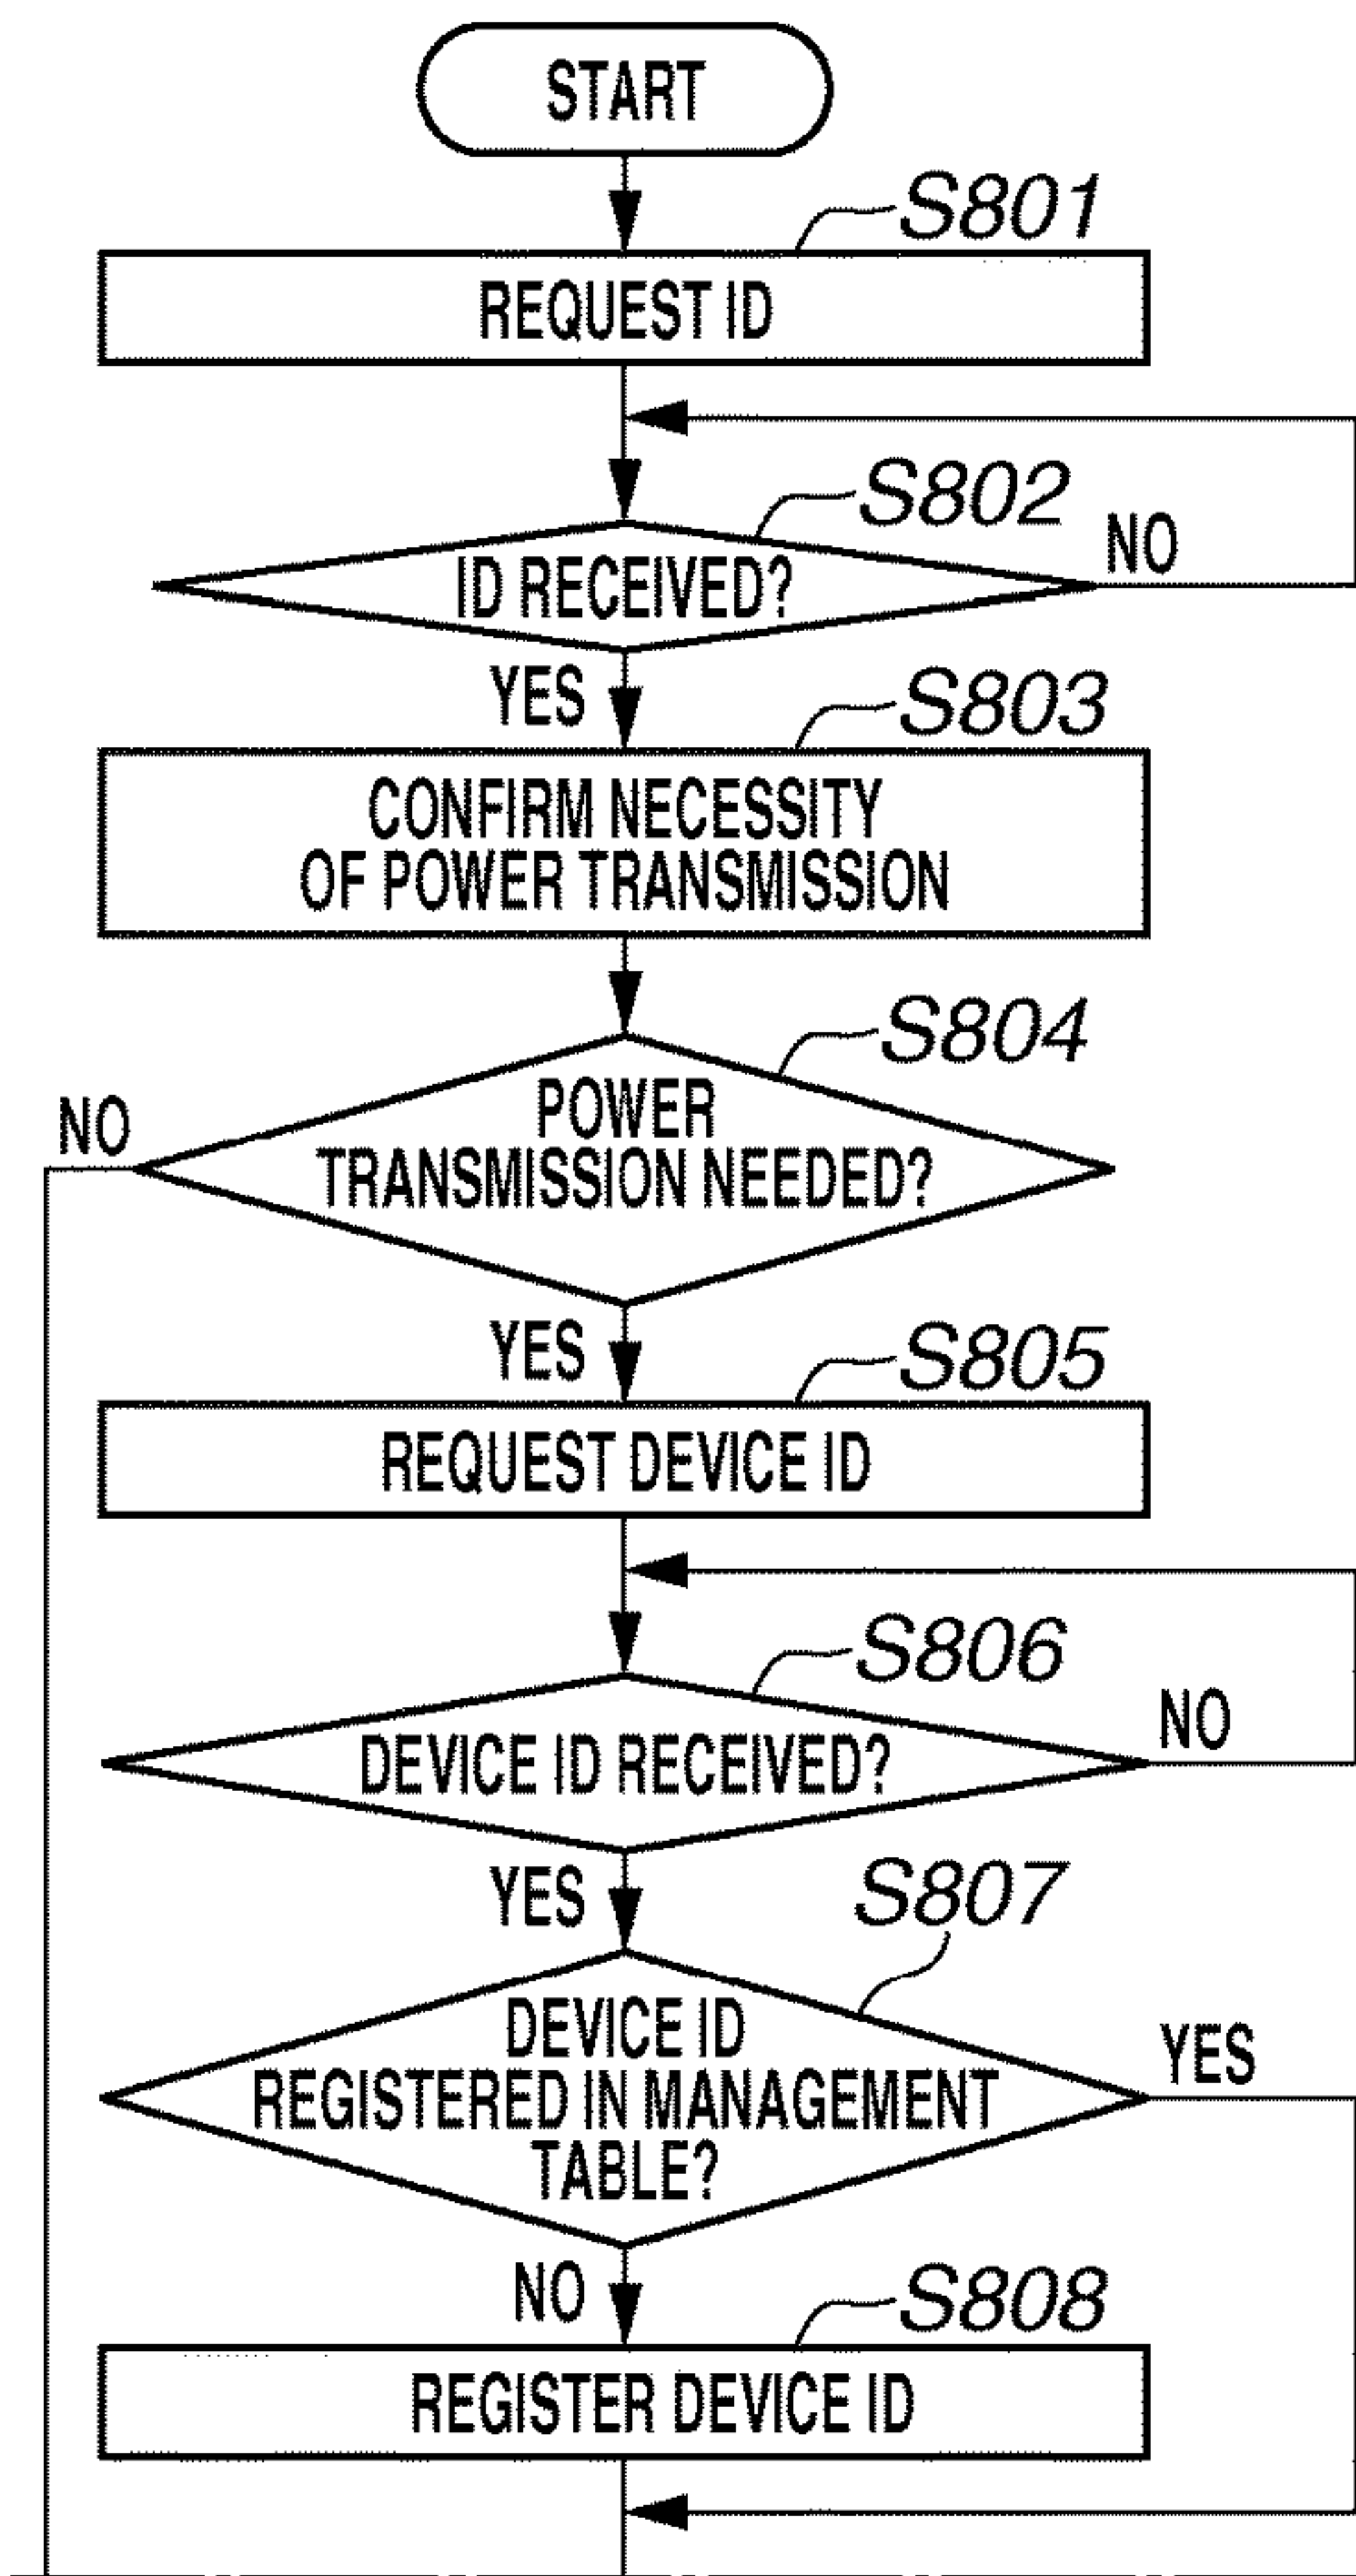 START
S801
REQUEST ID
S802
NO
ID RECEIVED?
YES
S803
CONFIRM NECESSITY
OF POWER TRANSMISSION
S804
NO
POWER
TRANSMISSION NEEDED?
YES
S805
REQUEST DEVICE ID
S806
NO
DEVICE ID RECEIVED?
YES
S807
DEVICE ID
REGISTERED IN MANAGEMENT
TABLE?
YES
NO
S808
REGISTER DEVICE ID